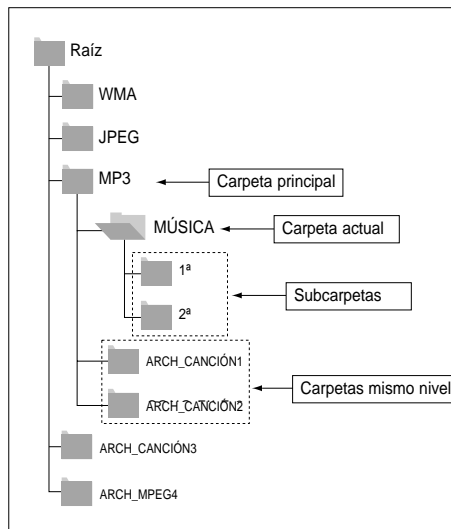 Raíz
WMA
JPEG
MP3
Carpeta principal
MÚSICA
Carpeta actual
1ª
2ª
Subcarpetas
ARCH_CANCIÓN1
Carpetas mismo nivel
ARCH_CANCIÓN2
ARCH_CANCIÓN3
ARCH_MPEG4